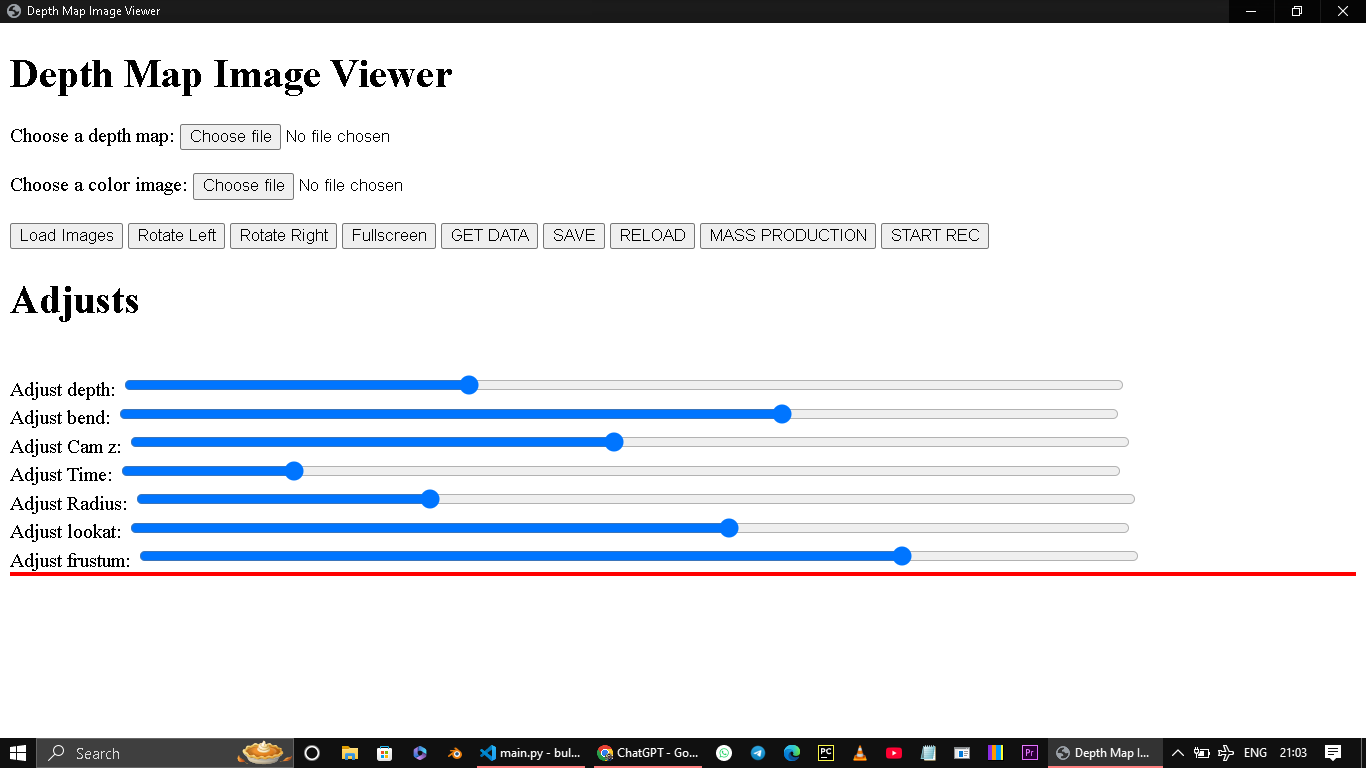 Depth Map Image Viewer
Depth Map Image Viewer
Choose a depth map: Choose file No file chosen
Choose a color image: Choose file No file chosen
Load Images Rotate Left Rotate Right Fullscreen GET DATA SAVE RELOAD MASS PRODUCTION START REC
Adjusts
Adjust depth:
Adjust bend:
Adjust Cam z:
Adjust Time:
Adjust Radius:
Adjust lookat:
Adjust frustum:
Search main.py - bul... ChatGPT - Go... PC Pr Depth Map I... ENG 21:03